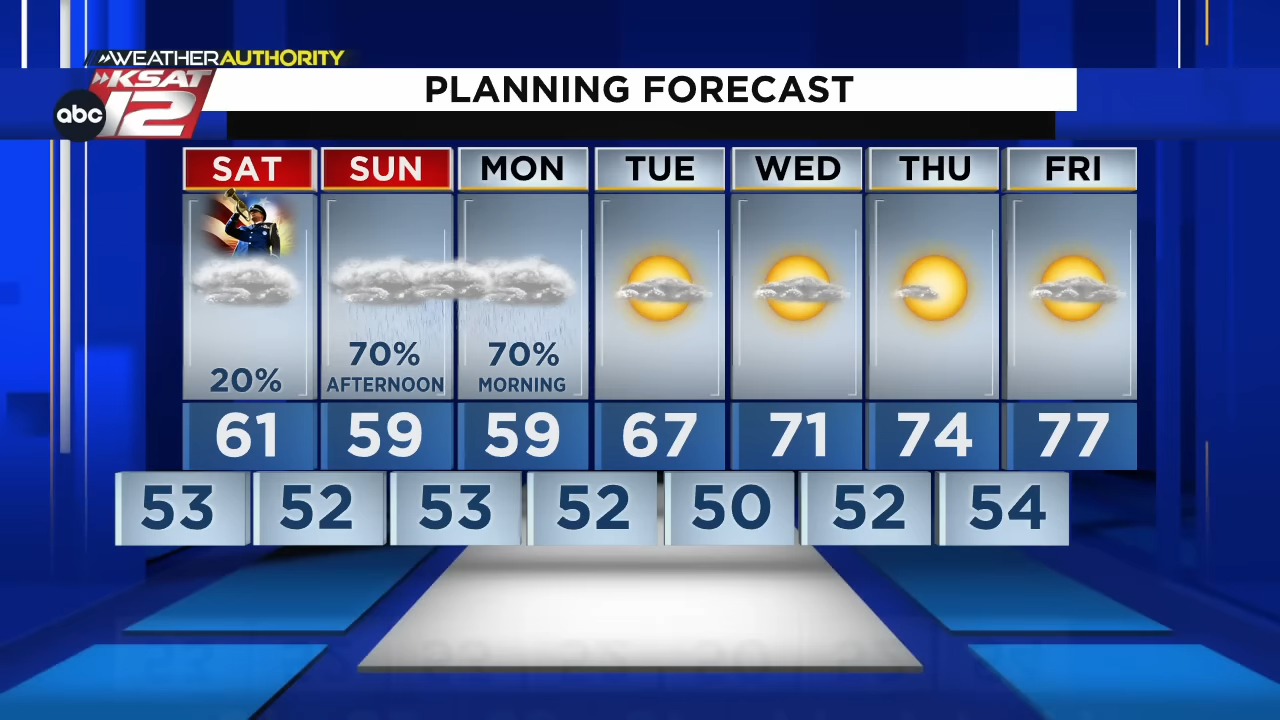 WEATHERAUTHORITY
KSAT
abc 12
PLANNING FORECAST
SAT SUN MON TUE WED THU FRI
70% 70%
20% AFTERNOON MORNING
61 59 59 67 71 74 77
53 52 53 52 50 52 54